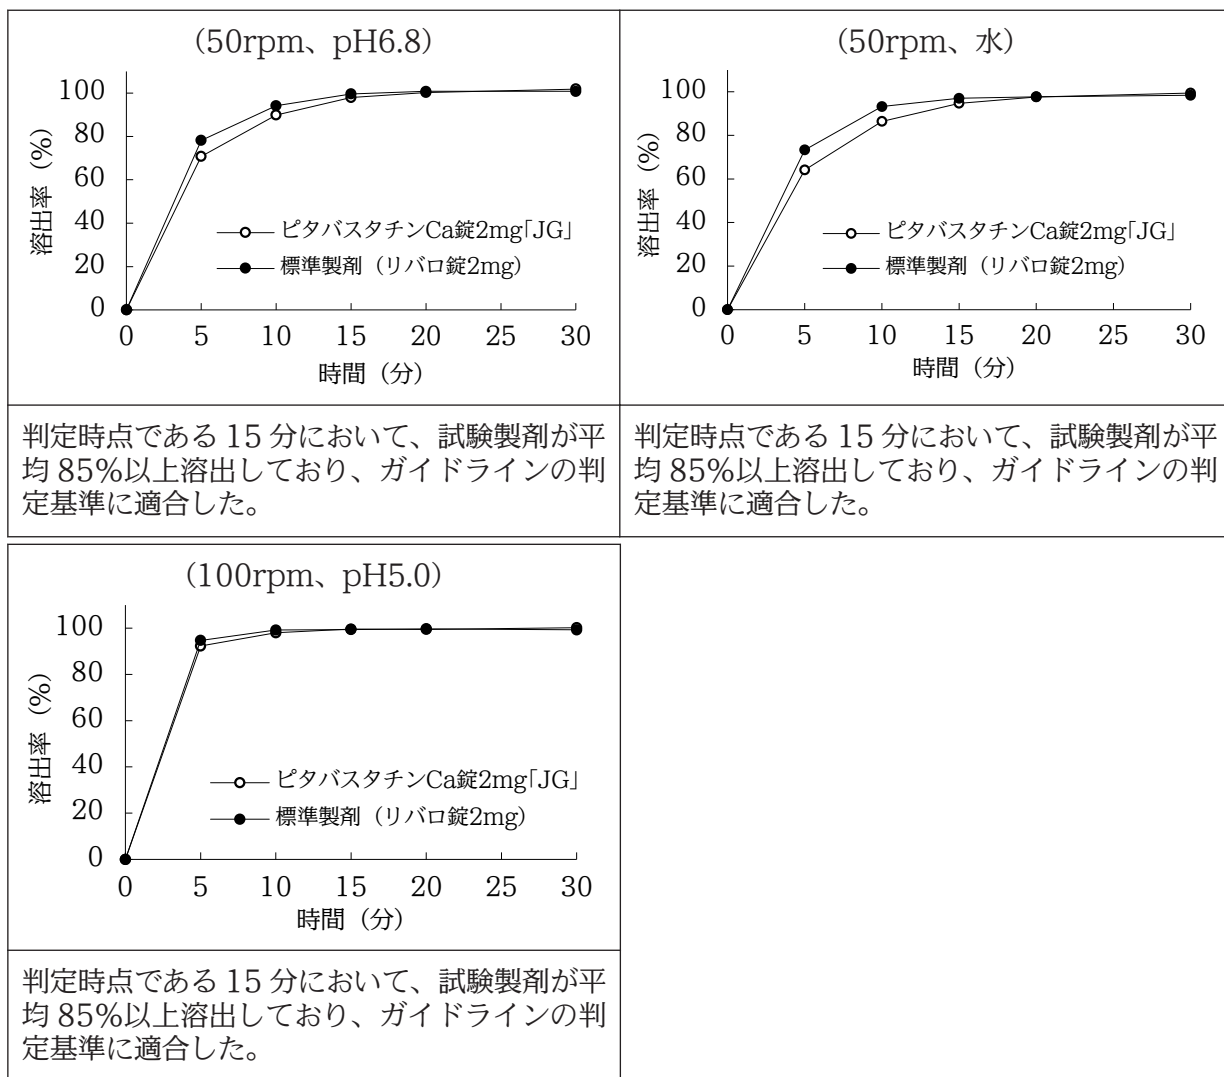 (50rpm、pH6.8)
100
80
60
40
20
0
溶出率 (%)
ピタバスタチンCa錠2mg「JG」
標準製剤 (リバロ錠2mg)
0 5 10 15 20 25 30
時間 (分)
判定時点である 15 分において、試験製剤が平
均 85%以上溶出しており、ガイドラインの判
定基準に適合した。
(50rpm、水)
100
80
60
40
20
0
溶出率 (%)
ピタバスタチンCa錠2mg「JG」
標準製剤 (リバロ錠2mg)
0 5 10 15 20 25 30
時間 (分)
判定時点である 15 分において、試験製剤が平
均 85%以上溶出しており、ガイドラインの判
定基準に適合した。
(100rpm、pH5.0)
100
80
60
40
20
0
溶出率 (%)
ピタバスタチンCa錠2mg「JG」
標準製剤 (リバロ錠2mg)
0 5 10 15 20 25 30
時間 (分)
判定時点である 15 分において、試験製剤が平
均 85%以上溶出しており、ガイドラインの判
定基準に適合した。